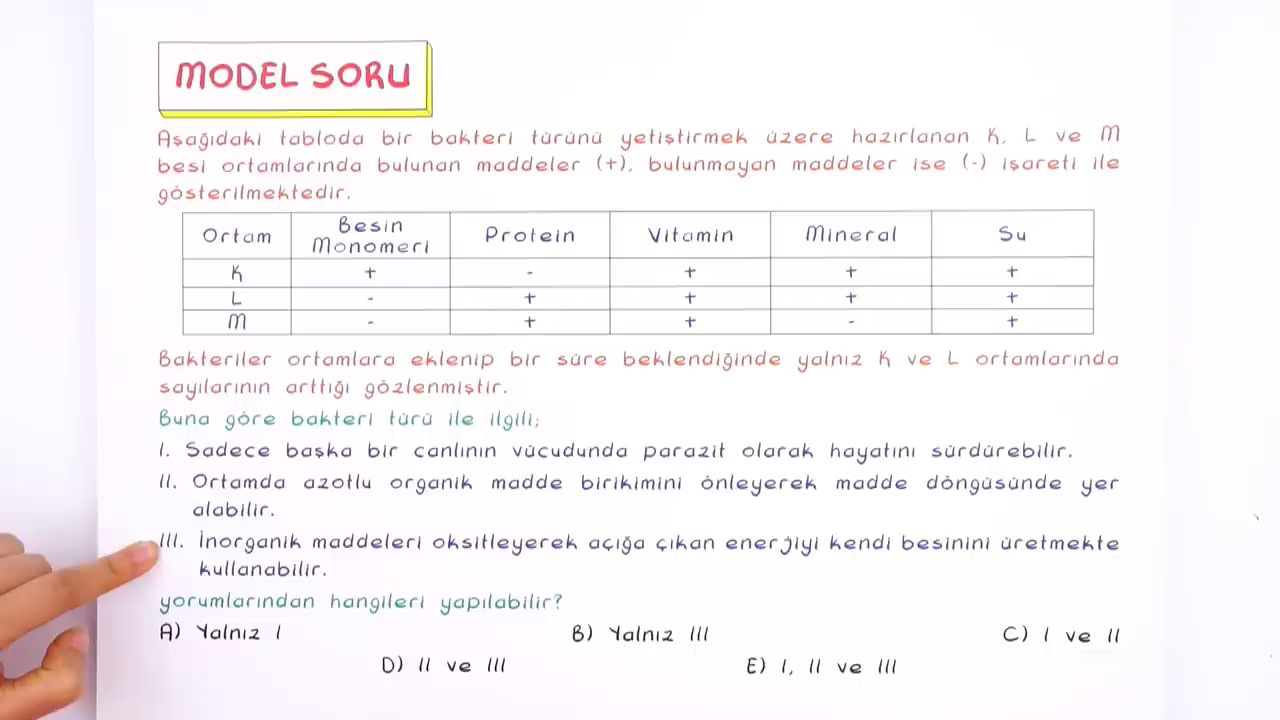 MODEL SORU
Aşağıdaki tabloda bir bakteri türünü yetiştirmek üzere hazırlanan K, L ve M
besi ortamlarında bulunan maddeler (+), bulunmayan maddeler ise (-) işareti ile
gösterilmektedir.
Ortam Besin Monomeri Protein Vitamin Mineral Su
K + - + + +
L - + + + +
M - + + - +
Bakteriler ortamlara eklenip bir süre beklendiğinde yalnız K ve L ortamlarında
sayılarının arttığı gözlenmiştir.
Buna göre bakteri türü ile ilgili;
I. Sadece başka bir canlının vücudunda parazit olarak hayatını sürdürebilir.
II. Ortamda azotlu organik madde birikimini önleyerek madde döngüsünde yer
alabilir.
III. İnorganik maddeleri oksitleyerek açığa çıkan enerjiyi kendi besinini üretmekte
kullanabilir.
yorumlarından hangileri yapılabilir?
A) Yalnız I B) Yalnız III C) I ve II
D) II ve III E) I, II ve III